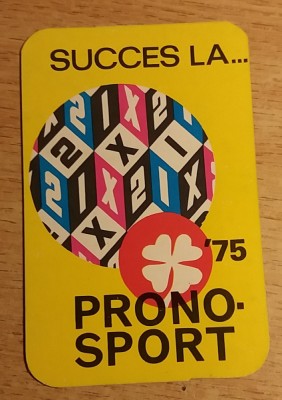 SUCCES LA...
'75
PRONO-
SPORT